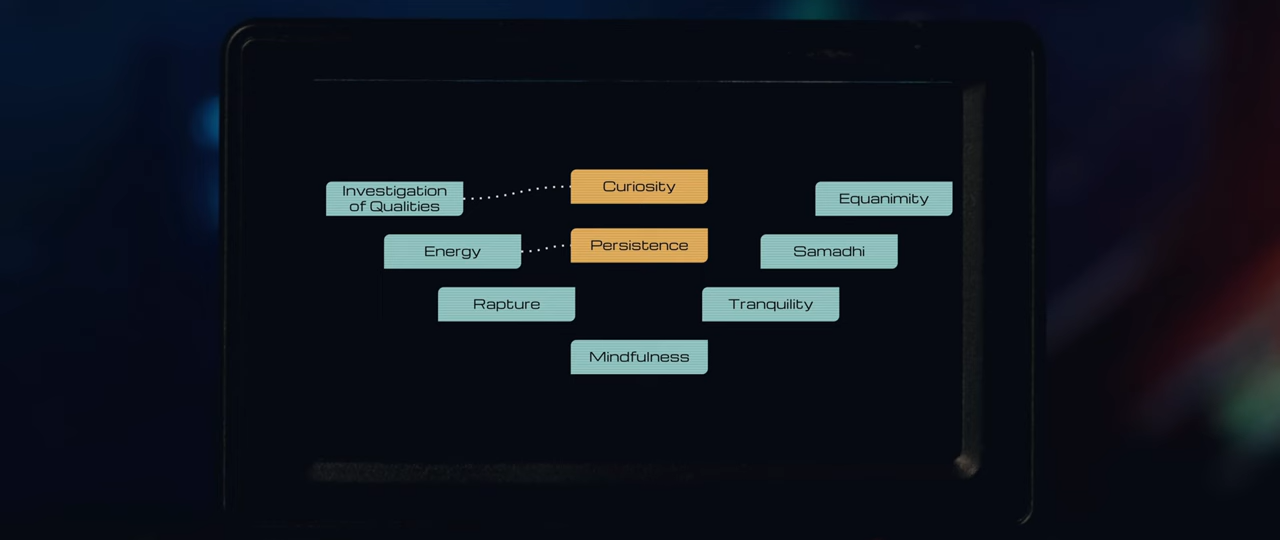 Investigation
of Qualities
Curiosity
Equanimity
Energy
Persistence
Samadhi
Rapture
Tranquility
Mindfulness